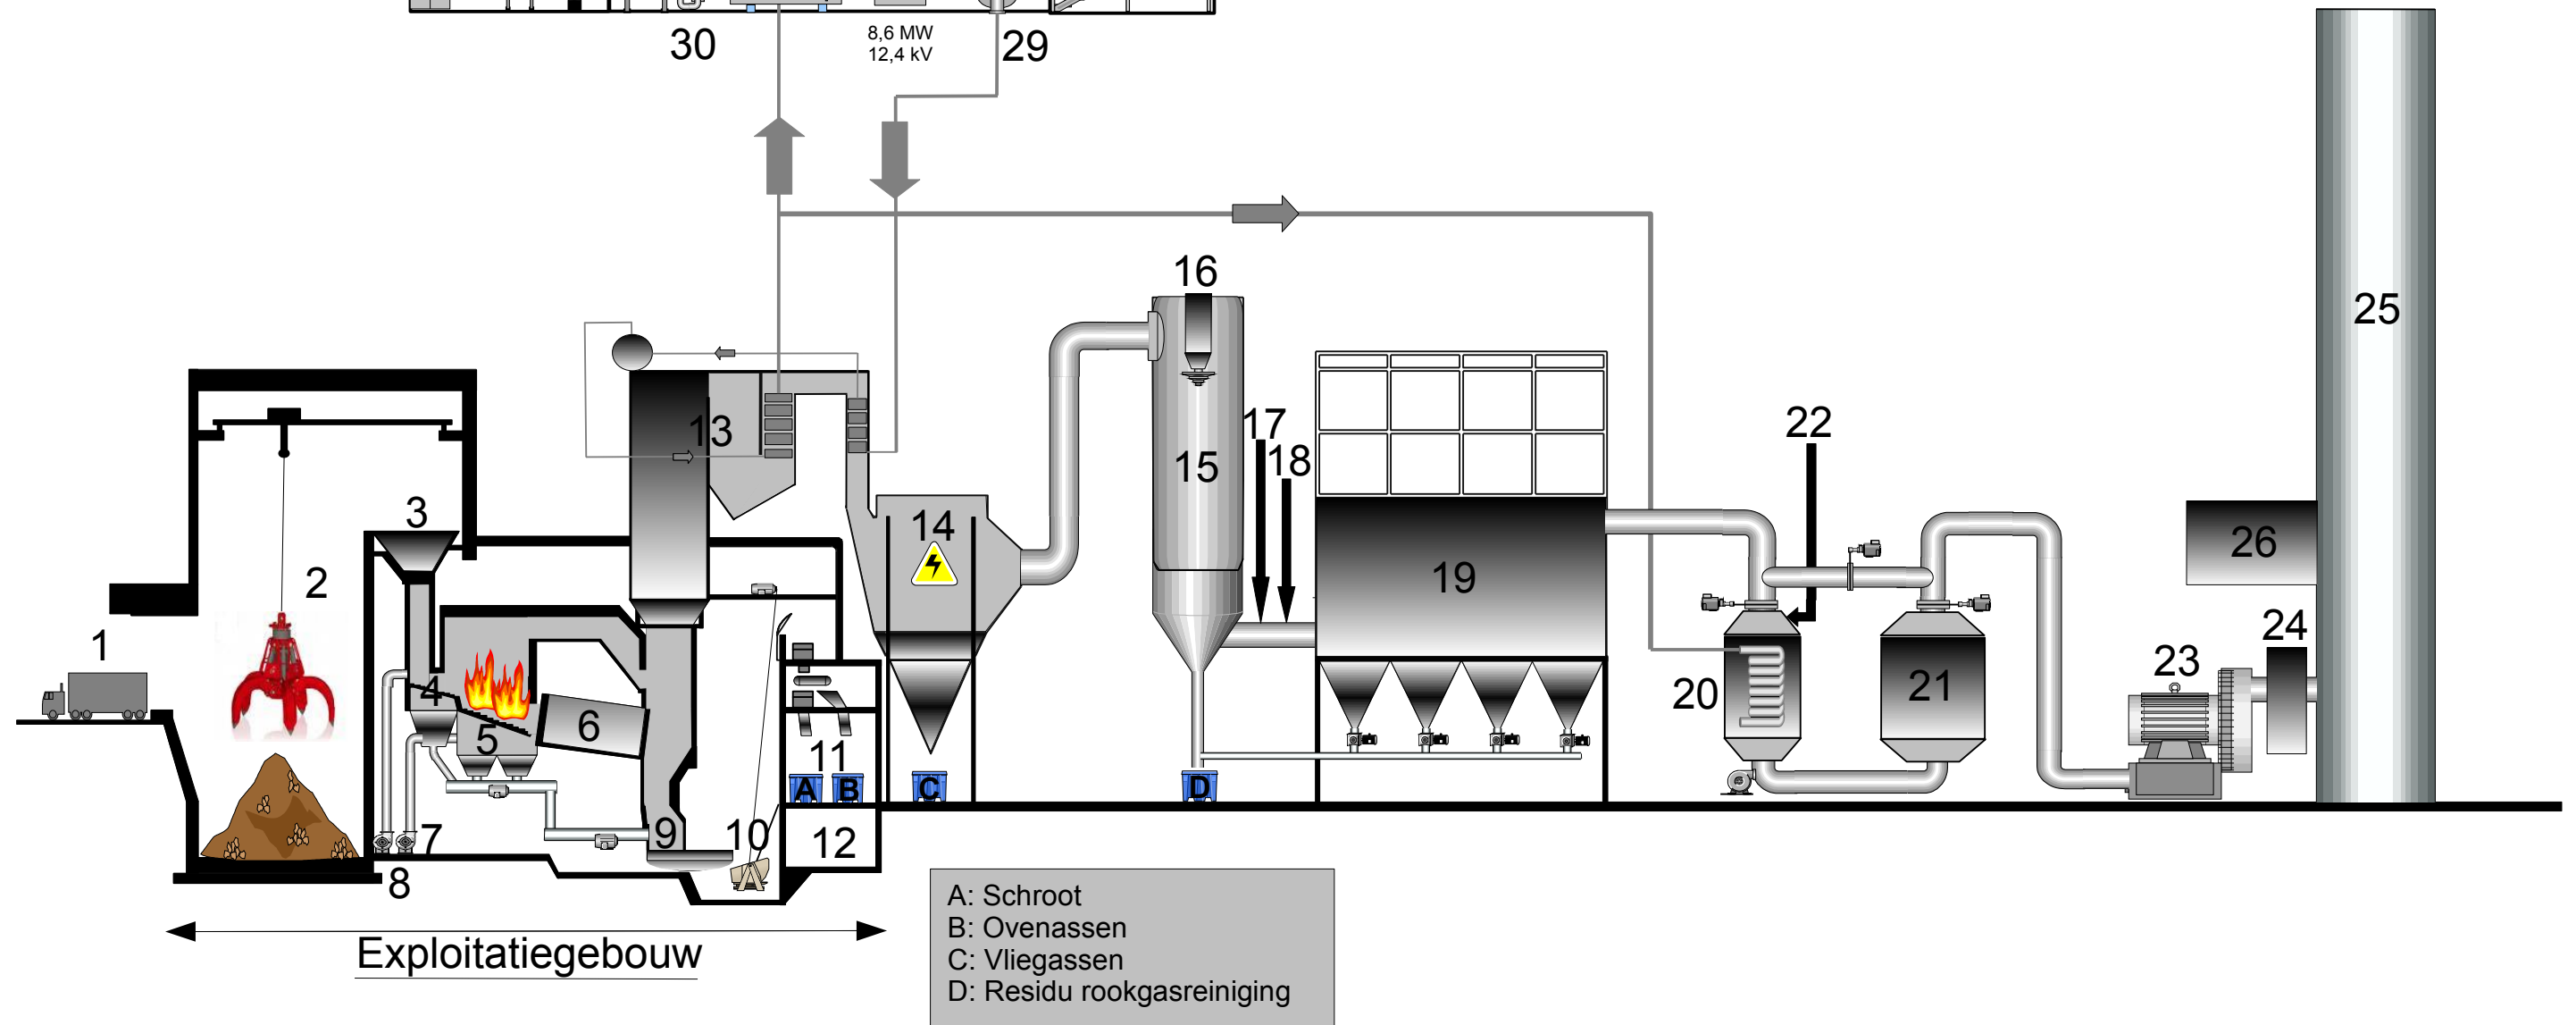 30
8,6 MW
12,4 kV
29
25
16
17
18
15
13
22
3
14
19
26
2
1
4
5
6
20
21
23
24
11
A
B
C
D
7
8
9
10
12
Exploitatiegebouw
A: Schroot
B: Ovenassen
C: Vliegassen
D: Residu rookgasreiniging